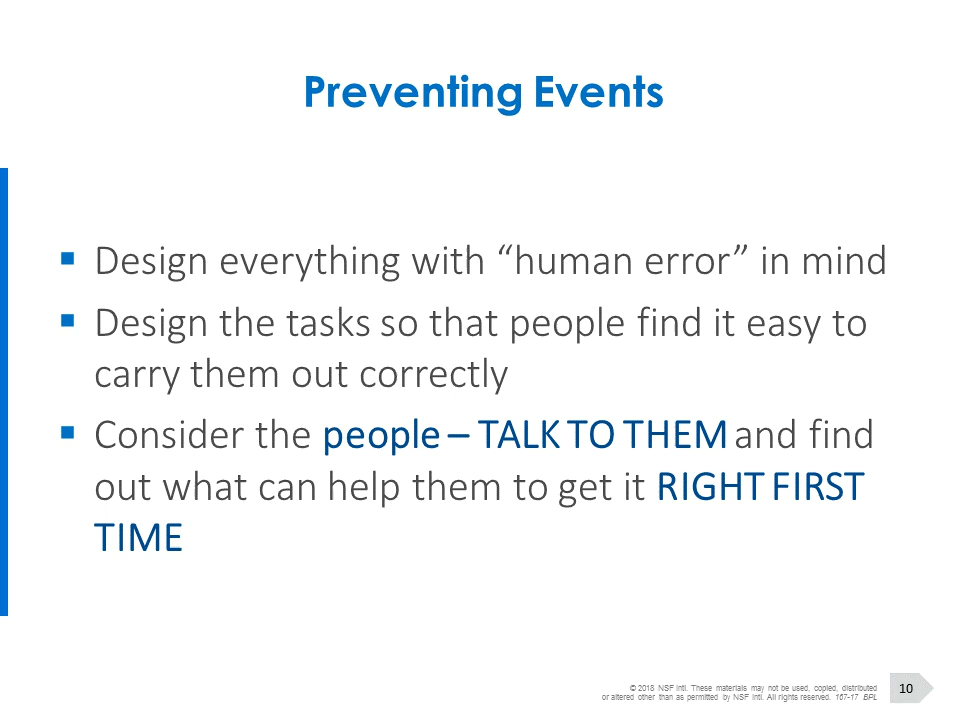 Preventing Events
▪ Design everything with “human error” in mind
▪ Design the tasks so that people find it easy to
carry them out correctly
▪ Consider the people – TALK TO THEM and find
out what can help them to get it RIGHT FIRST
TIME
© 2018 NSF Intl. These materials may not be used, copied, distributed
or altered other than as permitted by NSF Intl. All rights reserved. 167-17 BPL
10